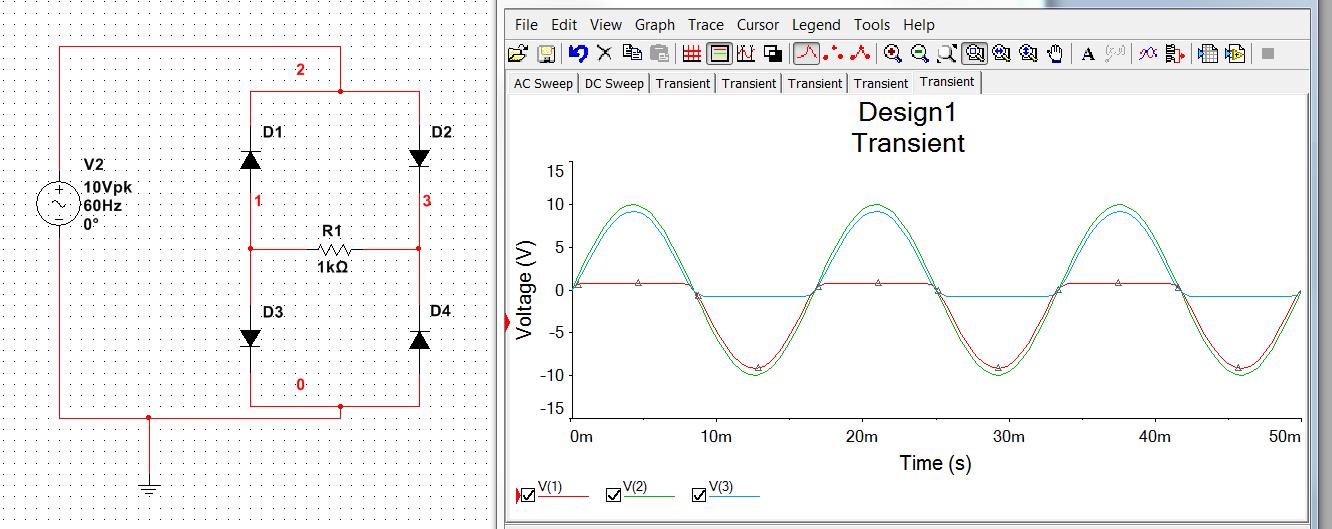 2
D1
D2
V2
10Vpk
60Hz
0°
1
3
R1
1kΩ
D3
D4
0
File Edit View Graph Trace Cursor Legend Tools Help
A
AC Sweep DC Sweep Transient Transient Transient Transient Transient
Design1
Transient
Voltage (V)
15
10
5
0
-5
-10
-15
0m 10m 20m 30m 40m 50m
Time (s)
V(1) V(2) V(3)